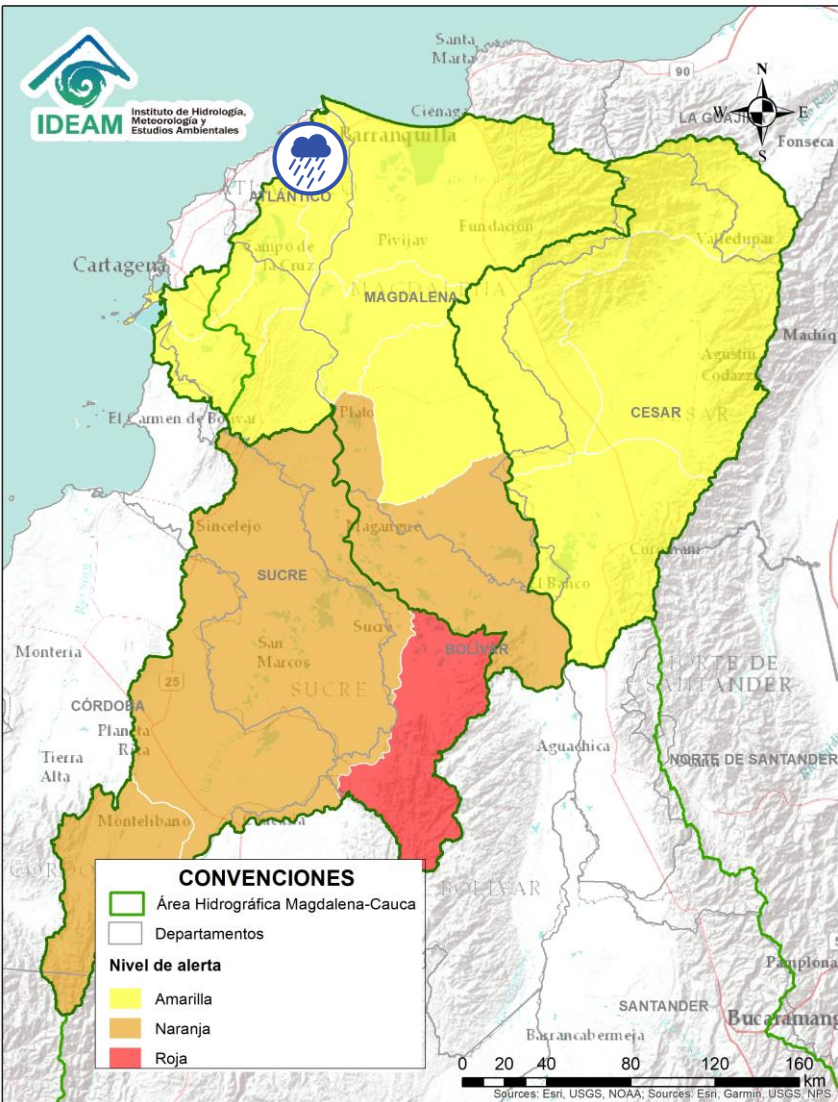 IDEAM
Instituto de Hidrología,
Meteorología y
Estudios Ambientales
Santa
Marta
90
N
W
E
S
LA GUAJI
Fonseca
Ciénaga
Barranquilla
ATLÁNTICO
Fundación
Pivijay
Valledupar
Campo de
la Cruz
Cartagena
MAGDALENA
MAGDALENA
Machiq
Agustín
Codazzi
CESAR
El Carmen de Bolívar
Plato
Sincelejo
Magangue
SUCRE
El Banco
Sucre
BOLÍVAR
San
Marcos
Montería
SUCRE
NORTE DE
SANTANDER
25
CÓRDOBA
Planeta
Rica
Aguachica
NORTE DE SANTANDER
Tierra
Alta
Montelíbano
BOLÍVAR
CONVENCIONES
Área Hidrográfica Magdalena-Cauca
Departamentos
Nivel de alerta
Amarilla
Naranja
Roja
Pamplona
SANTANDER
Bucaramang
Barrancabermeja
0 20 40 80 120 160
km
Sources: Esri, USGS, NOAA; Sources: Esri, Garmin, USGS, NPS